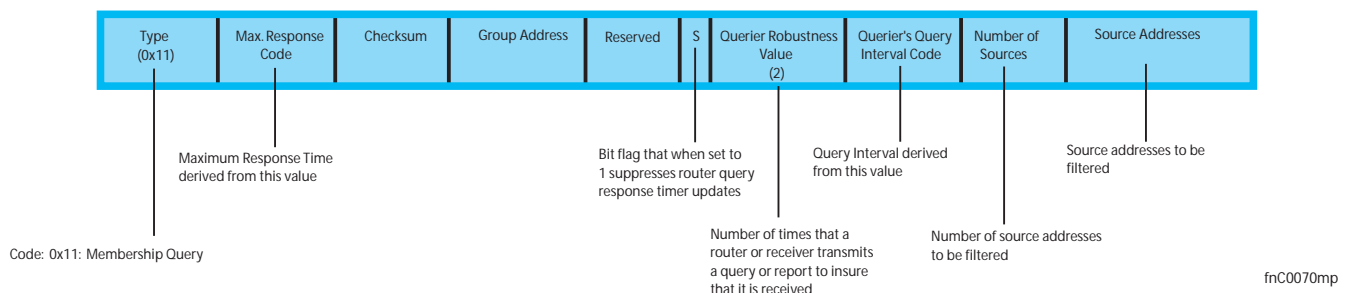 Type
(0x11)
Max. Response
Code
Checksum
Group Address
Reserved
S
Querier Robustness
Value
(2)
Querier's Query
Interval Code
Number of
Sources
Source Addresses
Maximum Response Time
derived from this value
Bit flag that when set to
1 suppresses router query
response timer updates
Query Interval derived
from this value
Source addresses to be
filtered
Code: 0x11: Membership Query
Number of times that a
router or receiver transmits
a query or report to insure
that it is received
Number of source addresses
to be filtered
fnC0070mp